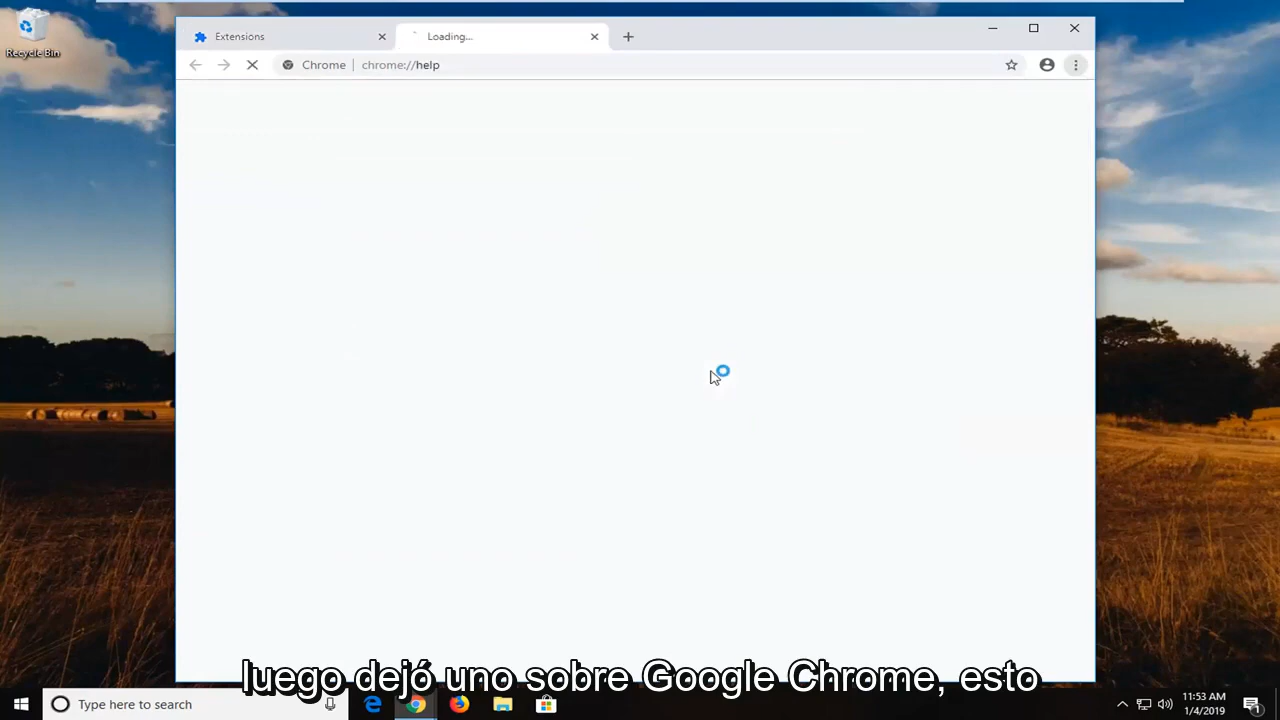 Recycle Bin
Extensions
Loading...
Chrome | chrome://help
luego dejó uno sobre Google Chrome, esto
Type here to search
11:53 AM
1/4/2019
1